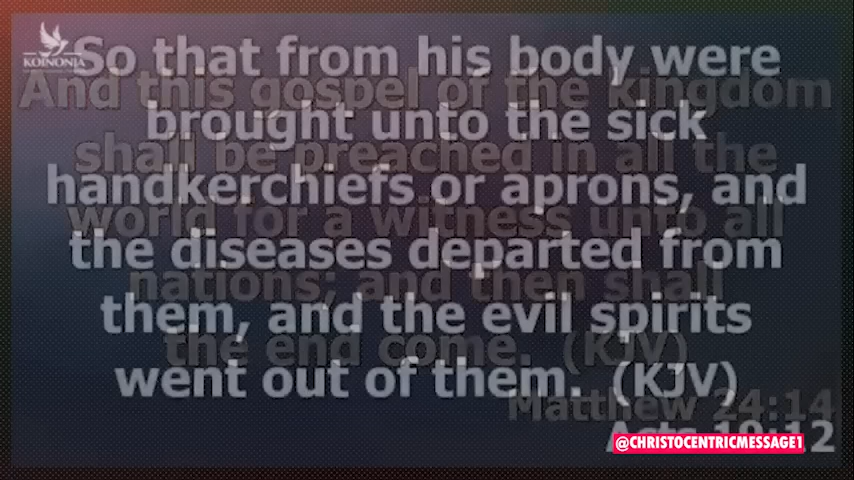 KOINONIA
So that from his body were
brought unto the sick
handkerchiefs or aprons, and
the diseases departed from
them, and the evil spirits
went out of them. (KJV)
Acts 19:12
And this gospel of the kingdom
shall be preached in all the
world for a witness unto all
nations; and then shall
the end come. (KJV)
Matthew 24:14
@CHRISTOCENTRICMESSAGE1